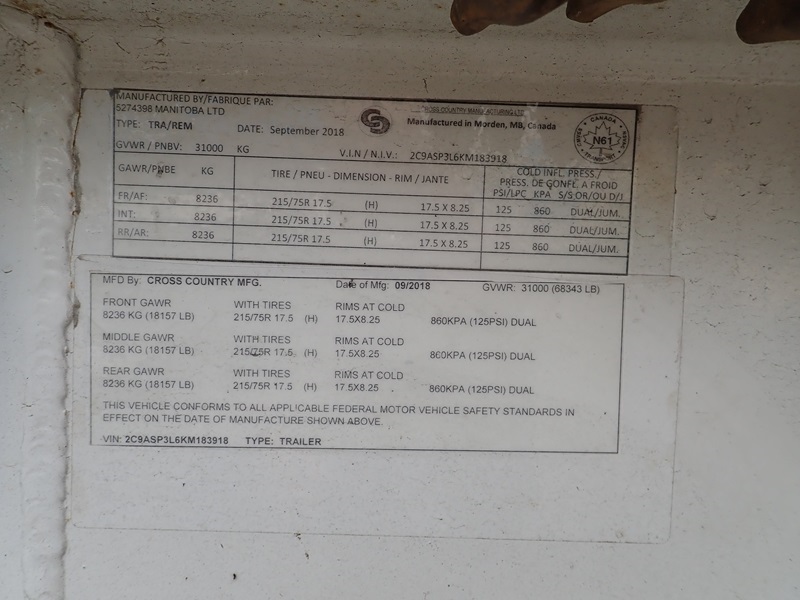 MANUFACTURED BY/FABRIQUE PAR:
5274398 MANITOBA LTD
CROSS COUNTRY MANUFACTURING LTD.
Manufactured in Morden, MB, Canada
TYPE: TRA/REM DATE: September 2018
CANADA
N61
GVWR / PNBV: 31000 KG V.I.N / N.I.V.: 2C9ASP3L6KM183918
GAWR/PNBE KG TIRE / PNEU - DIMENSION - RIM / JANTE COLD INFL. PRESS./
PRESS. DE GONFL. A FROID
PSI/LPC KPA S/S OR/OU D/J
FR/AF: 8236 215/75R 17.5 (H) 17.5 X 8.25 125 860 DUAL/JUM.
INT: 8236 215/75R 17.5 (H) 17.5 X 8.25 125 860 DUAL/JUM.
RR/AR: 8236 215/75R 17.5 (H) 17.5 X 8.25 125 860 DUAL/JUM.
MFD By: CROSS COUNTRY MFG. Date of Mfg: 09/2018 GVWR: 31000 (68343 LB)
FRONT GAWR WITH TIRES RIMS AT COLD
8236 KG (18157 LB) 215/75R 17.5 (H) 17.5X8.25 860KPA (125PSI) DUAL
MIDDLE GAWR WITH TIRES RIMS AT COLD
8236 KG (18157 LB) 215/75R 17.5 (H) 17.5X8.25 860KPA (125PSI) DUAL
REAR GAWR WITH TIRES RIMS AT COLD
8236 KG (18157 LB) 215/75R 17.5 (H) 17.5X8.25 860KPA (125PSI) DUAL
THIS VEHICLE CONFORMS TO ALL APPLICABLE FEDERAL MOTOR VEHICLE SAFETY STANDARDS IN
EFFECT ON THE DATE OF MANUFACTURE SHOWN ABOVE.
VIN: 2C9ASP3L6KM183918 TYPE: TRAILER